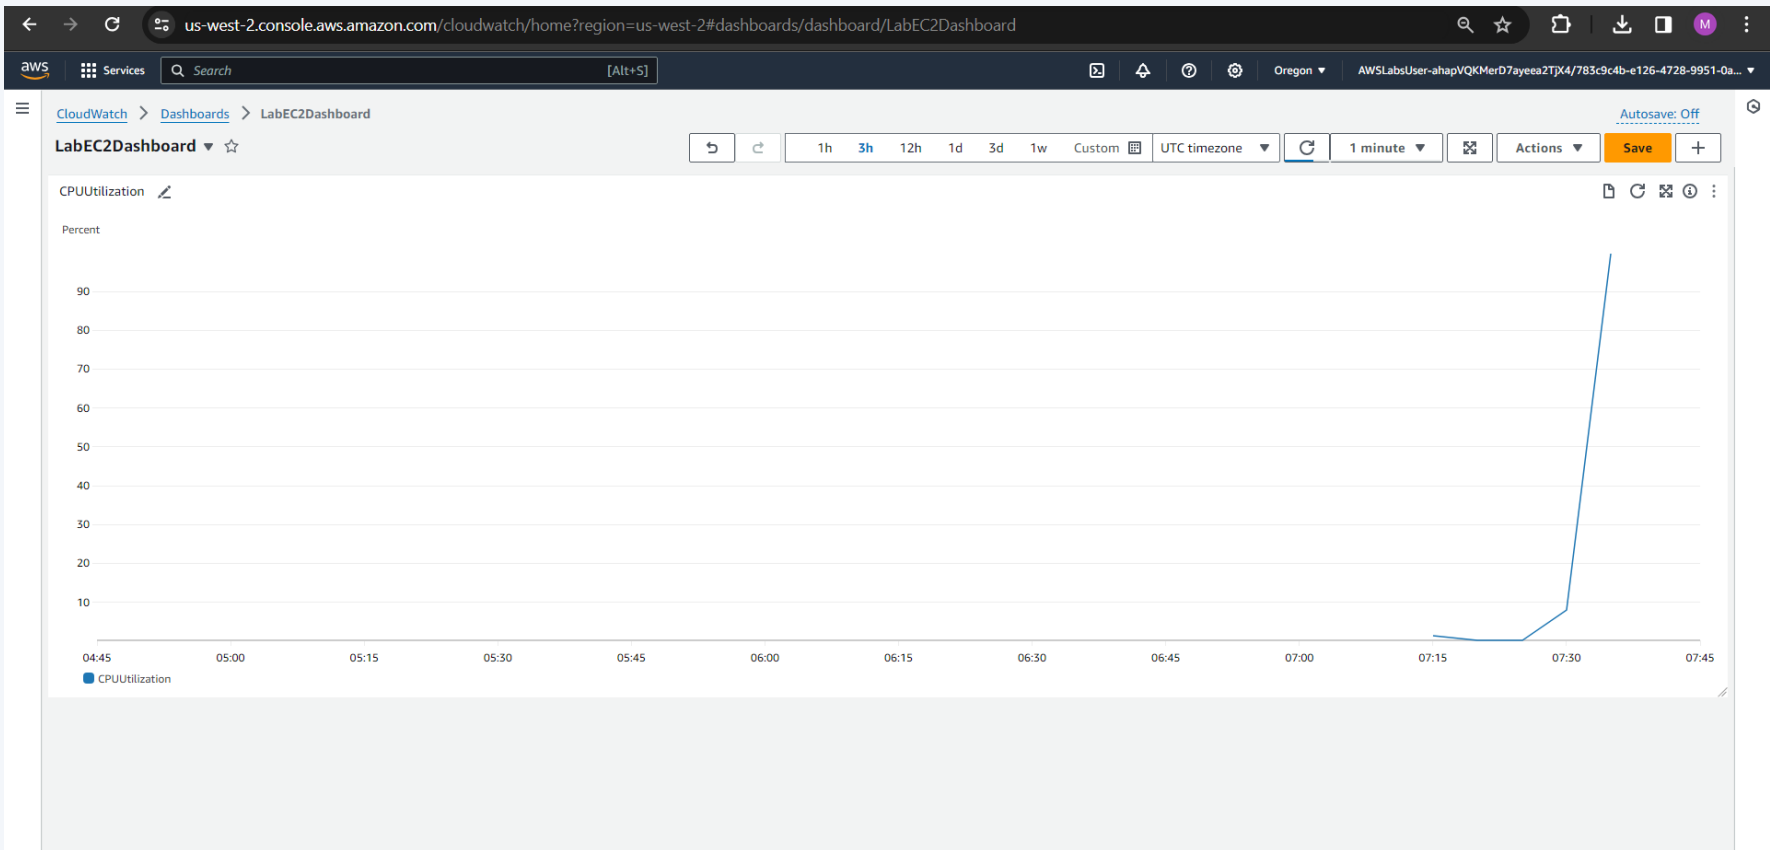 us-west-2.console.aws.amazon.com/cloudwatch/home?region=us-west-2#dashboards/dashboard/LabEC2Dashboard M
aws Services Search [Alt+S] Oregon AWSLabsUser-ahapVQKMerD7ayeea2TjX4/783c9c4b-e126-4728-9951-0a...
CloudWatch Dashboards LabEC2Dashboard Autosave: Off
LabEC2Dashboard 1h 3h 12h 1d 3d 1w Custom UTC timezone 1 minute Actions Save
CPUUtilization
Percent
90
80
70
60
50
40
30
20
10
04:45 05:00 05:15 05:30 05:45 06:00 06:15 06:30 06:45 07:00 07:15 07:30 07:45
CPUUtilization